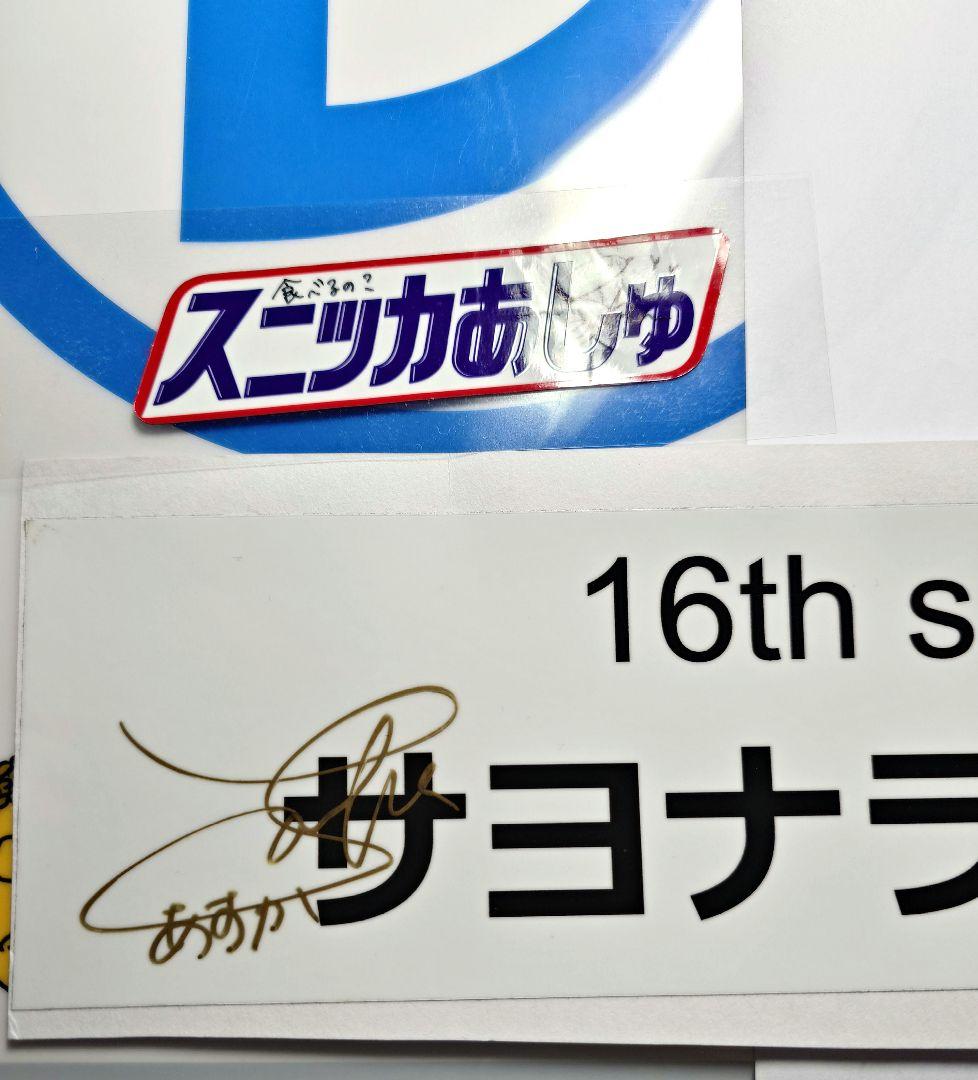 食べるの?
スニッカあしゅ
16th s
サヨナラ
あすか